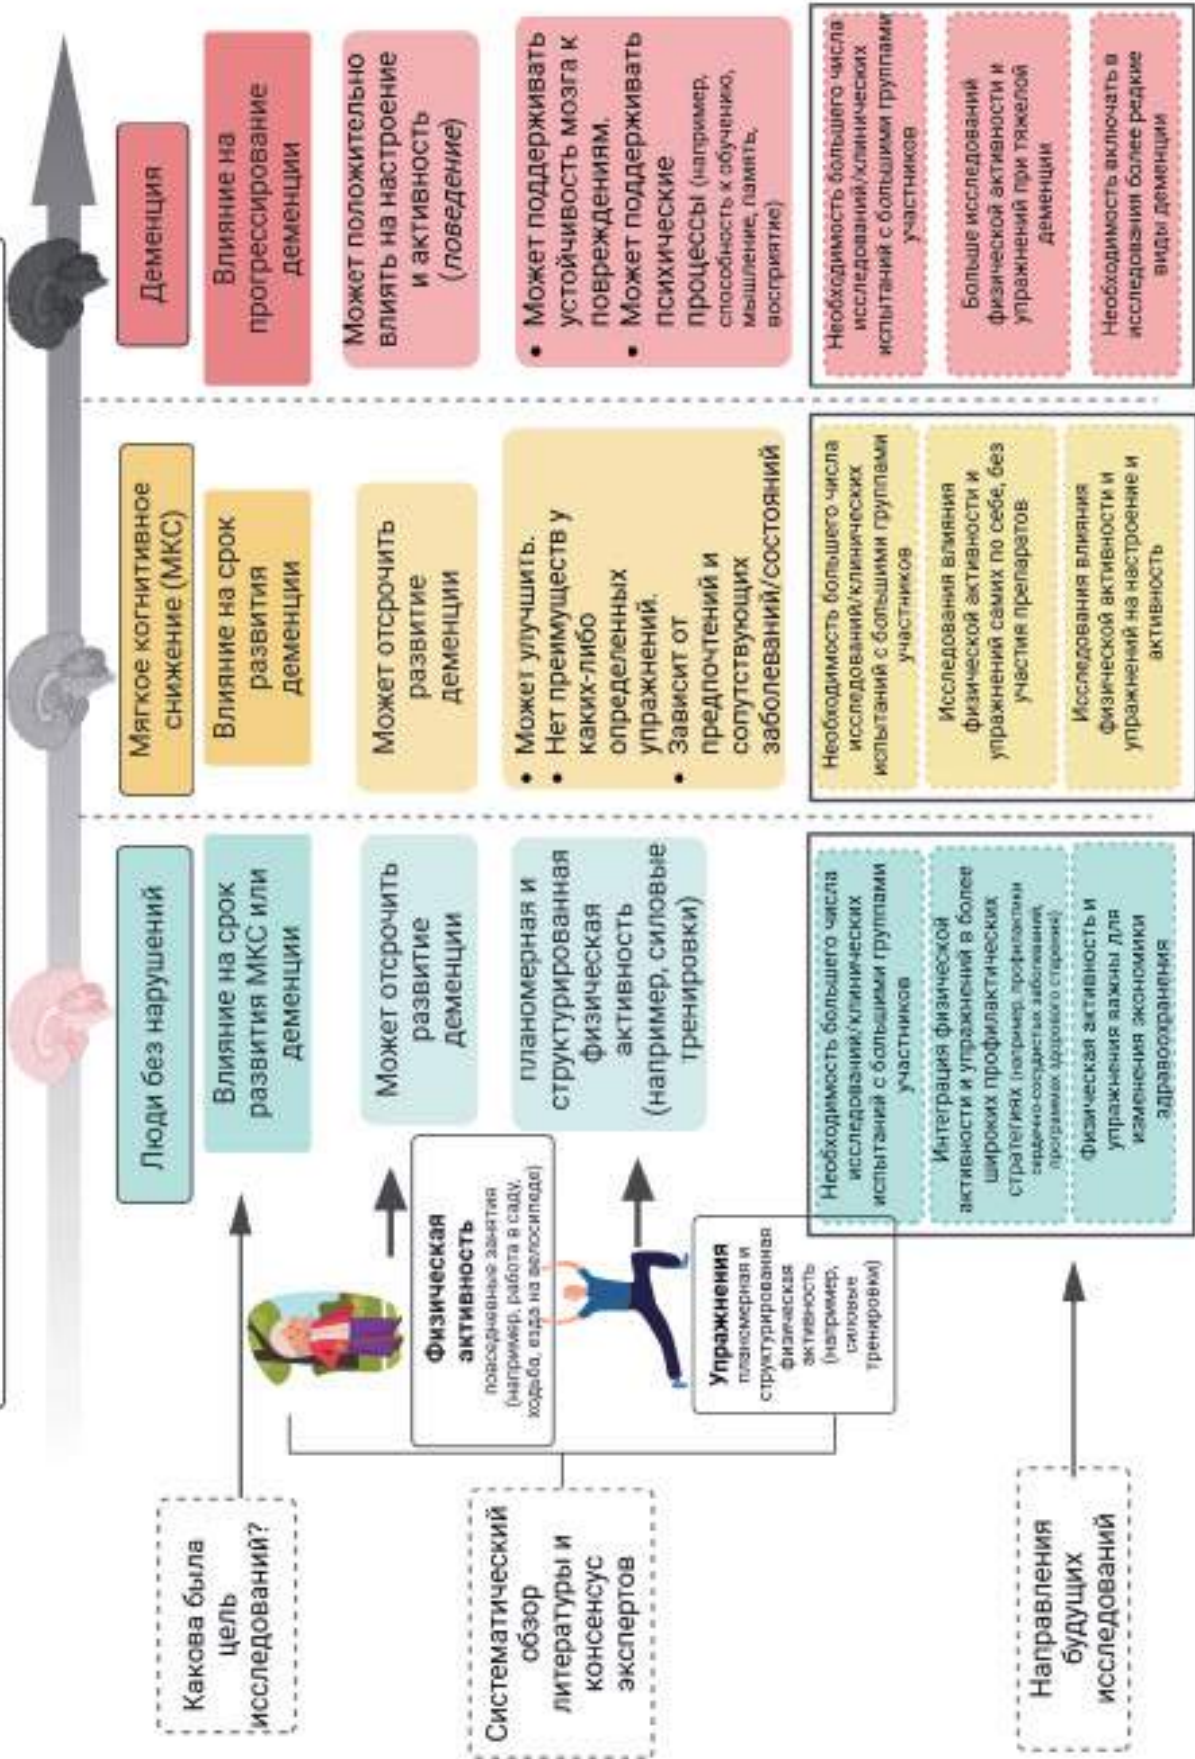 Люди без нарушений
Мягкое когнитивное
снижение (МКС)
Деменция
Какова была
цель
исследований?
Влияние на срок
развития МКС или
деменции
Влияние на срок
развития
деменции
Влияние на
прогрессирование
деменции
Систематический
обзор
литературы и
консенсус
экспертов
Физическая
активность
повседневные занятия
(например, работа в саду,
ходьба, езда на велосипеде)
Может отсрочить
развитие
деменции
Может отсрочить
развитие
деменции
Может положительно
влиять на настроение
и активность
(поведение)
Упражнения
планомерная и
структурированная
физическая
активность
(например,
силовые
тренировки)
планомерная и
структурированная
физическая
активность
(например, силовые
тренировки)
• Может улучшить.
• Нет преимуществ у
каких-либо
определенных
упражнений.
• Зависит от
предпочтений и
сопутствующих
заболеваний/состояний
• Может поддерживать
устойчивость мозга к
повреждениям.
• Может поддерживать
психические
процессы (например,
способность к обучению,
мышление, память,
восприятие)
Направления
будущих
исследований
Необходимость большего числа
исследований/клинических
испытаний с большими группами
участников
Интеграция физической
активности и упражнений в более
широких профилактических
стратегиях (например, профилактики
сердечно-сосудистых заболеваний,
программах здорового старения)
Физическая активность и
упражнения важны для
изменения экономики
здравоохранения
Необходимость большего числа
исследований/клинических
испытаний с большими группами
участников
Исследования влияния
физической активности и
упражнений самих по себе, без
участия препаратов
Исследования влияния
физической активности и
упражнений на настроение и
активность
Необходимость большего числа
исследований/клинических
испытаний с большими группами
участников
Больше исследований
физической активности и
упражнений при тяжелой
деменции
Необходимость включать в
исследования более редкие
виды деменции